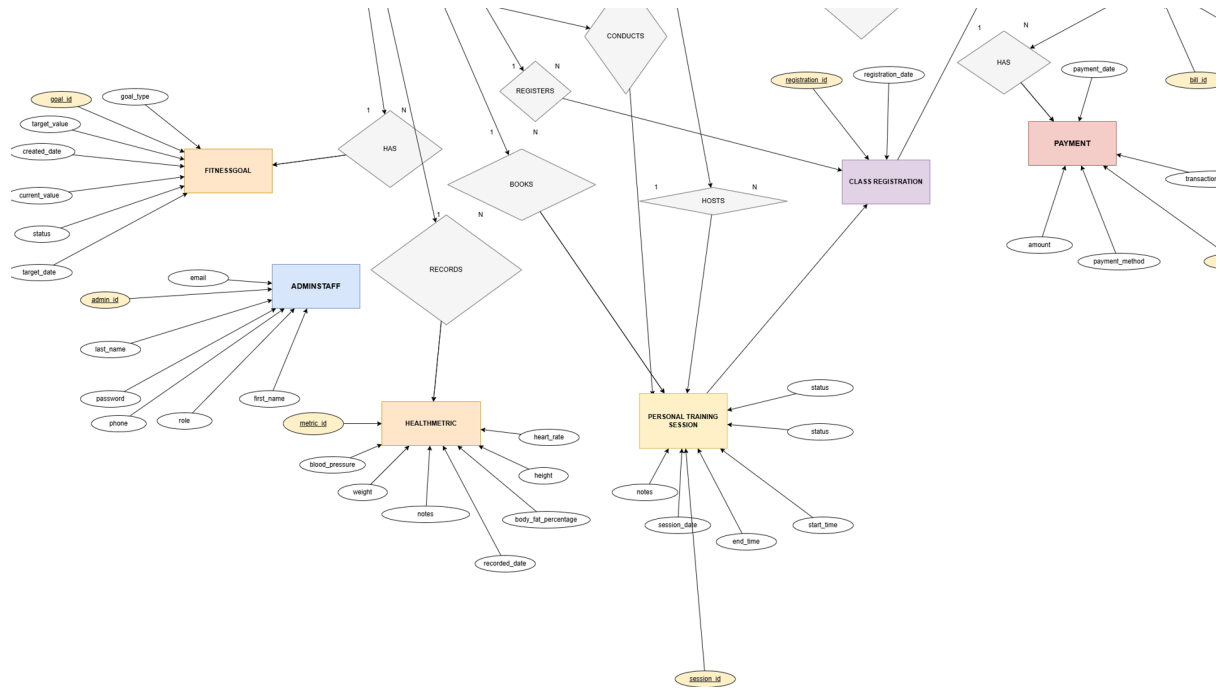 1
N
CONDUCTS
1
N
HAS
payment_date
bill_id
1
N
REGISTERS
registration_id
registration_date
goal_id
goal_type
target_value
created_date
current_value
status
target_date
FITNESSGOAL
1
N
HAS
1
N
BOOKS
1
N
HOSTS
CLASS REGISTRATION
PAYMENT
transaction
amount
payment_method
1
N
RECORDS
email
admin_id
ADMINSTAFF
last_name
password
phone
role
first_name
metric_id
HEALTHMETRIC
heart_rate
blood_pressure
height
weight
notes
body_fat_percentage
recorded_date
PERSONAL TRAINING
SESSION
status
status
notes
session_date
end_time
start_time
session_id